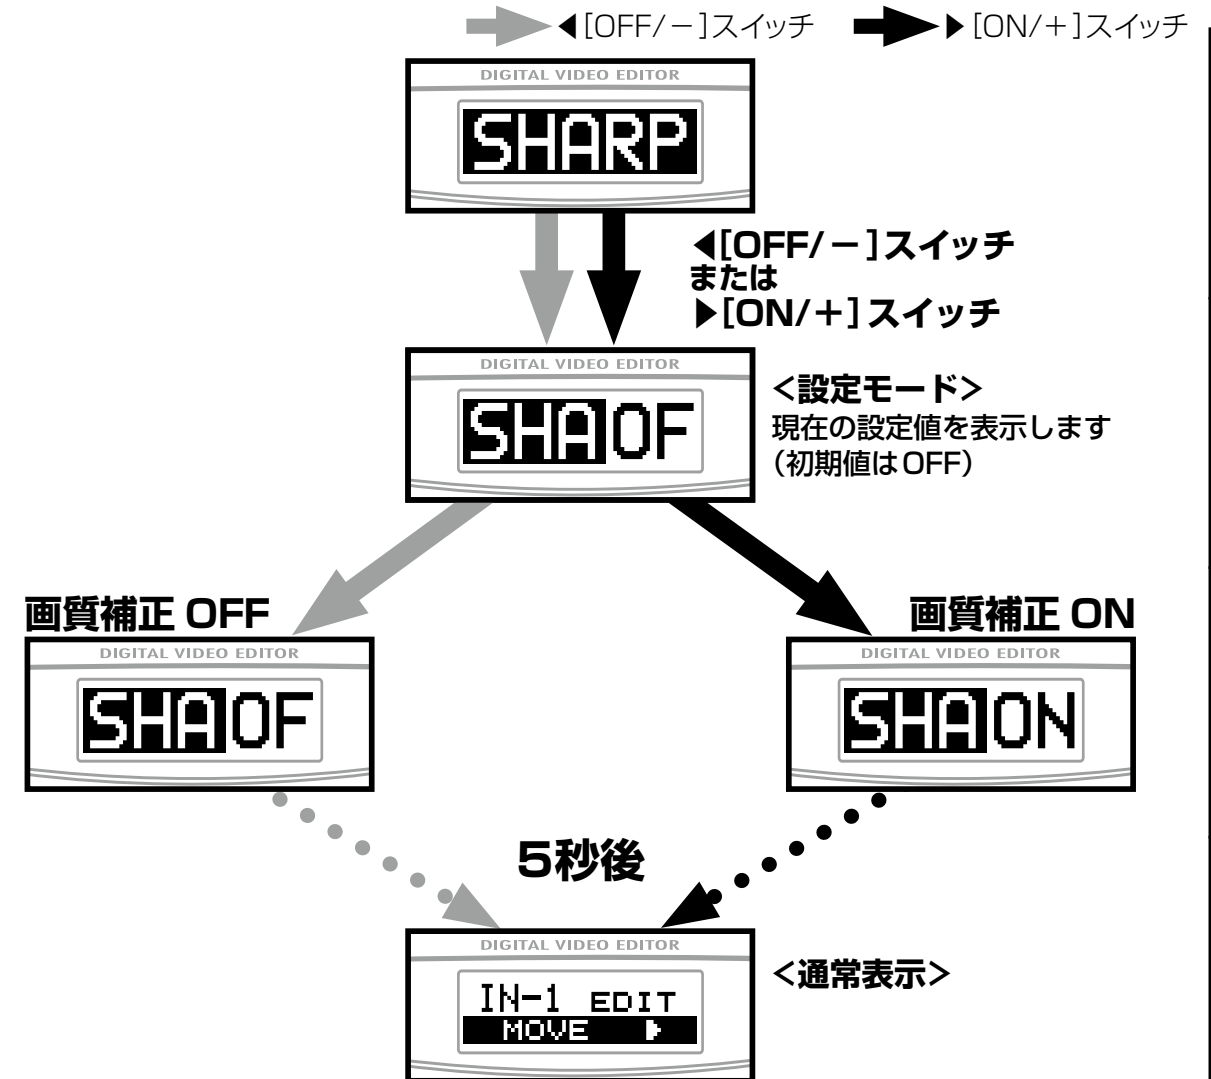 ◀[OFF/－]スイッチ ▶[ON/＋]スイッチ
DIGITAL VIDEO EDITOR
SHARP
◀[OFF/－]スイッチ
または
▶[ON/＋]スイッチ
DIGITAL VIDEO EDITOR
SHAOF
＜設定モード＞
現在の設定値を表示します
（初期値はOFF）
画質補正 OFF
DIGITAL VIDEO EDITOR
SHAOF
画質補正 ON
DIGITAL VIDEO EDITOR
SHAON
5秒後
DIGITAL VIDEO EDITOR
IN-1 EDIT
MOVE ▶
＜通常表示＞